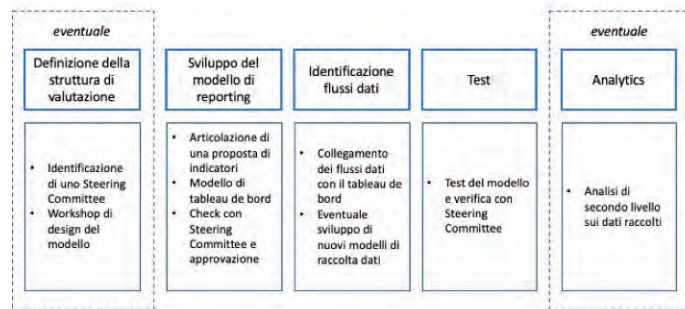 eventuale
eventuale
Definizione della
struttura di
valutazione
Sviluppo del
modello di
reporting
Identificazione
flussi dati
Test
Analytics
• Identificazione
di uno Steering
Committee
• Workshop di
design del
modello
• Articolazione di
una proposta di
indicatori
• Modello di
tableau de bord
• Check con
Steering
Committee e
approvazione
• Collegamento
dei flussi dati
con il tableau de
bord
• Eventuale
sviluppo di
nuovi modelli di
raccolta dati
• Test del modello
e verifica con
Steering
Committee
• Analisi di
secondo livello
sui dati raccolti